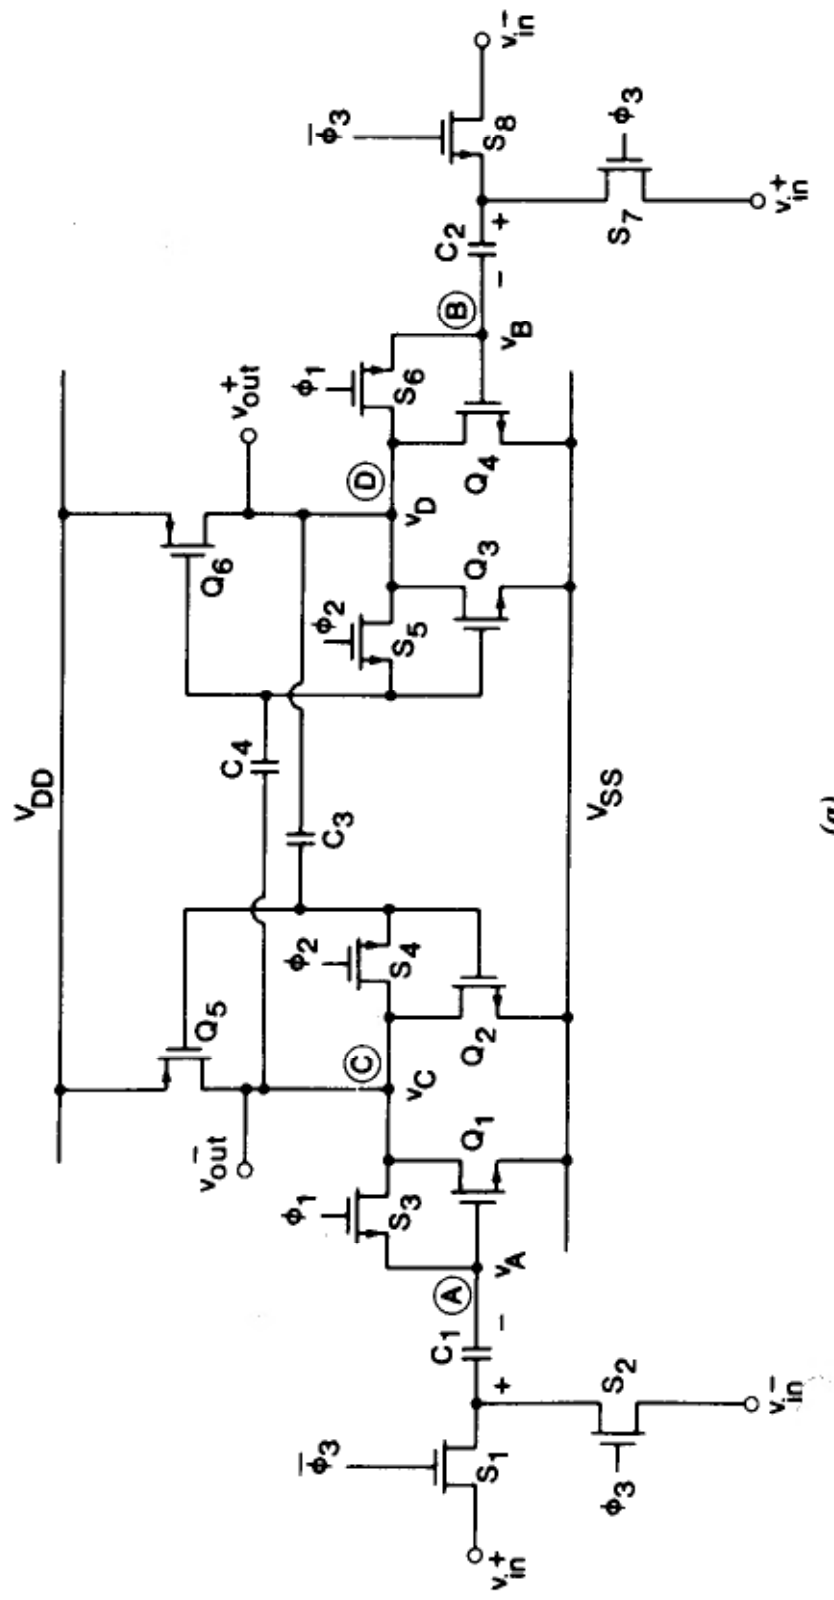 V_DD
v_out^-
v_out^+
Q5
Q6
C4
C3
φ1
φ2
φ2
φ1
S3
S4
S5
S6
C
v_C
D
v_D
φ̄3
φ̄3
v_in^+
S1
C1
+
−
A
v_A
Q1
Q2
Q3
Q4
B
v_B
C2
−
+
S8
v_in^-
φ3
S2
v_in^-
V_SS
S7
φ3
v_in^+
(a)